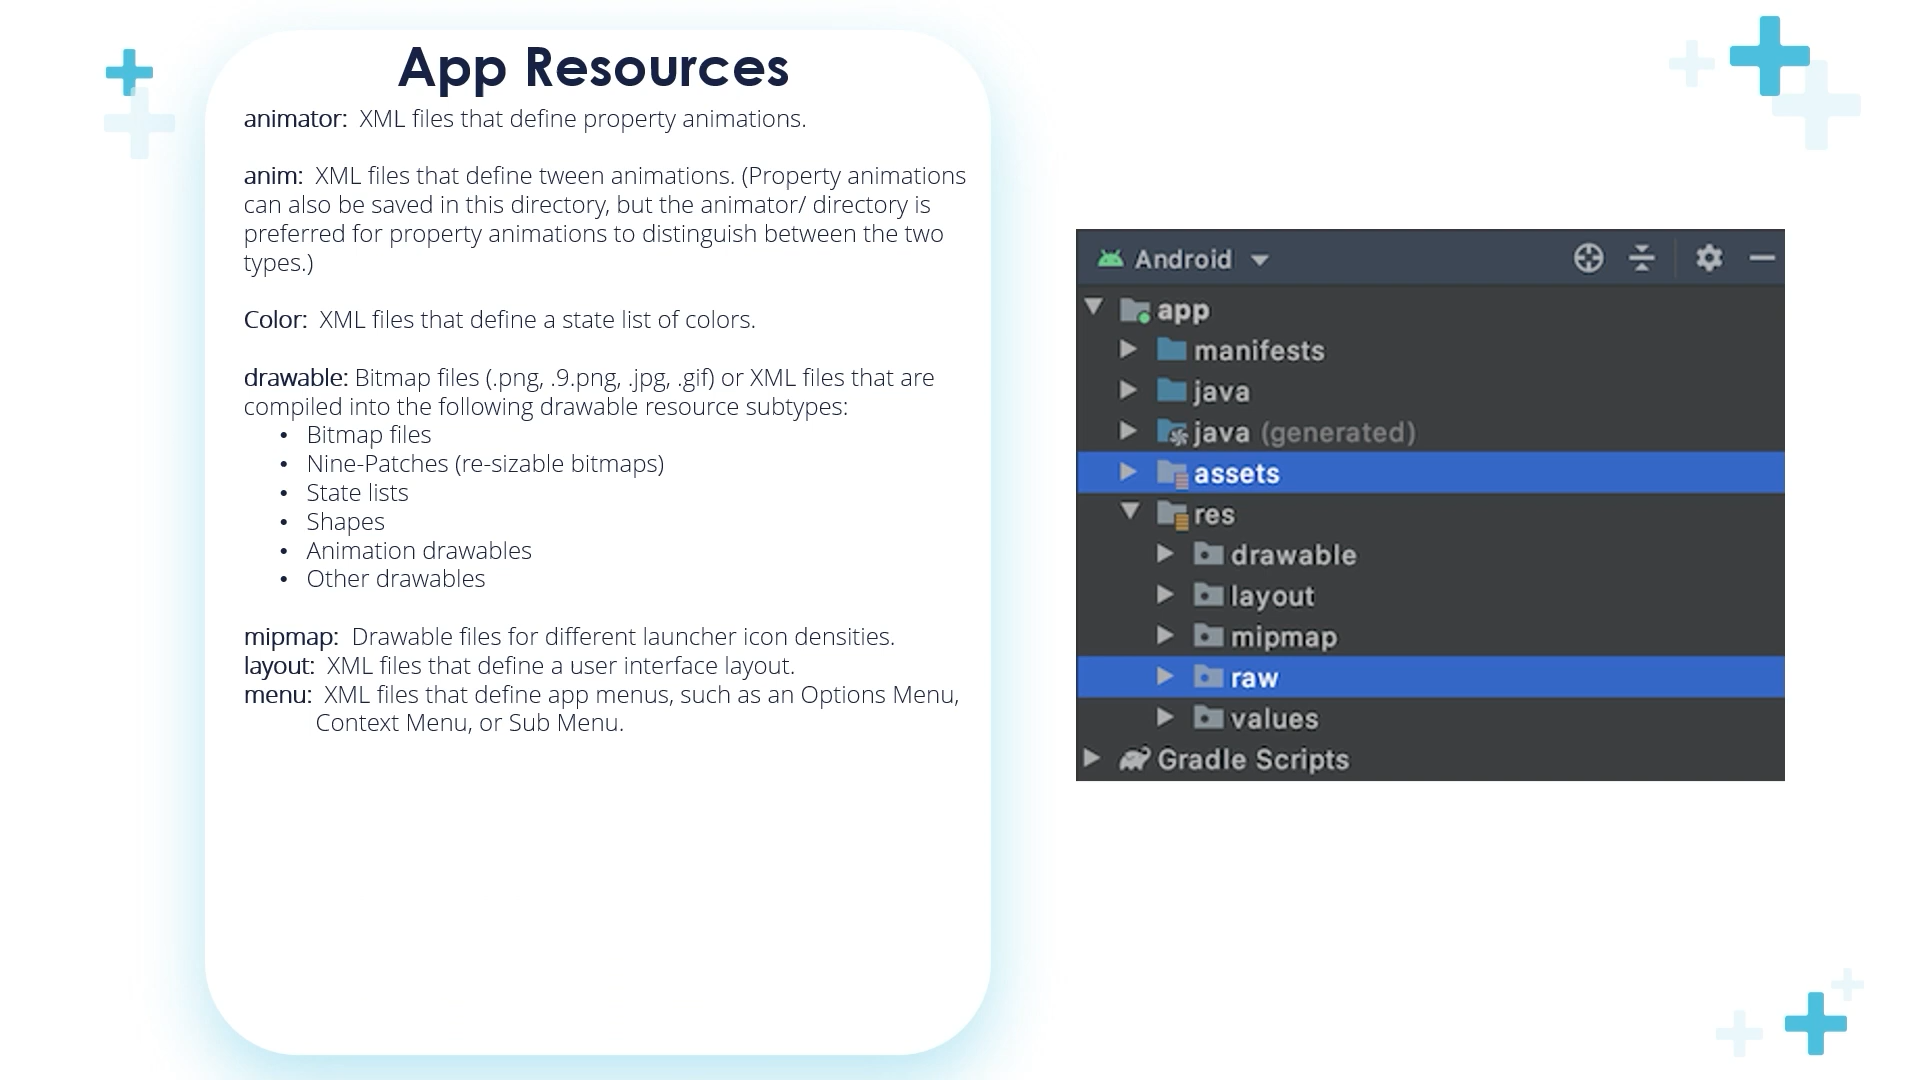 App Resources
animator: XML files that define property animations.
anim: XML files that define tween animations. (Property animations
can also be saved in this directory, but the animator/ directory is
preferred for property animations to distinguish between the two
types.)
Color: XML files that define a state list of colors.
drawable: Bitmap files (.png, .9.png, .jpg, .gif) or XML files that are
compiled into the following drawable resource subtypes:
• Bitmap files
• Nine-Patches (re-sizable bitmaps)
• State lists
• Shapes
• Animation drawables
• Other drawables
mipmap: Drawable files for different launcher icon densities.
layout: XML files that define a user interface layout.
menu: XML files that define app menus, such as an Options Menu,
Context Menu, or Sub Menu.
Android
app
manifests
java
java (generated)
assets
res
drawable
layout
mipmap
raw
values
Gradle Scripts